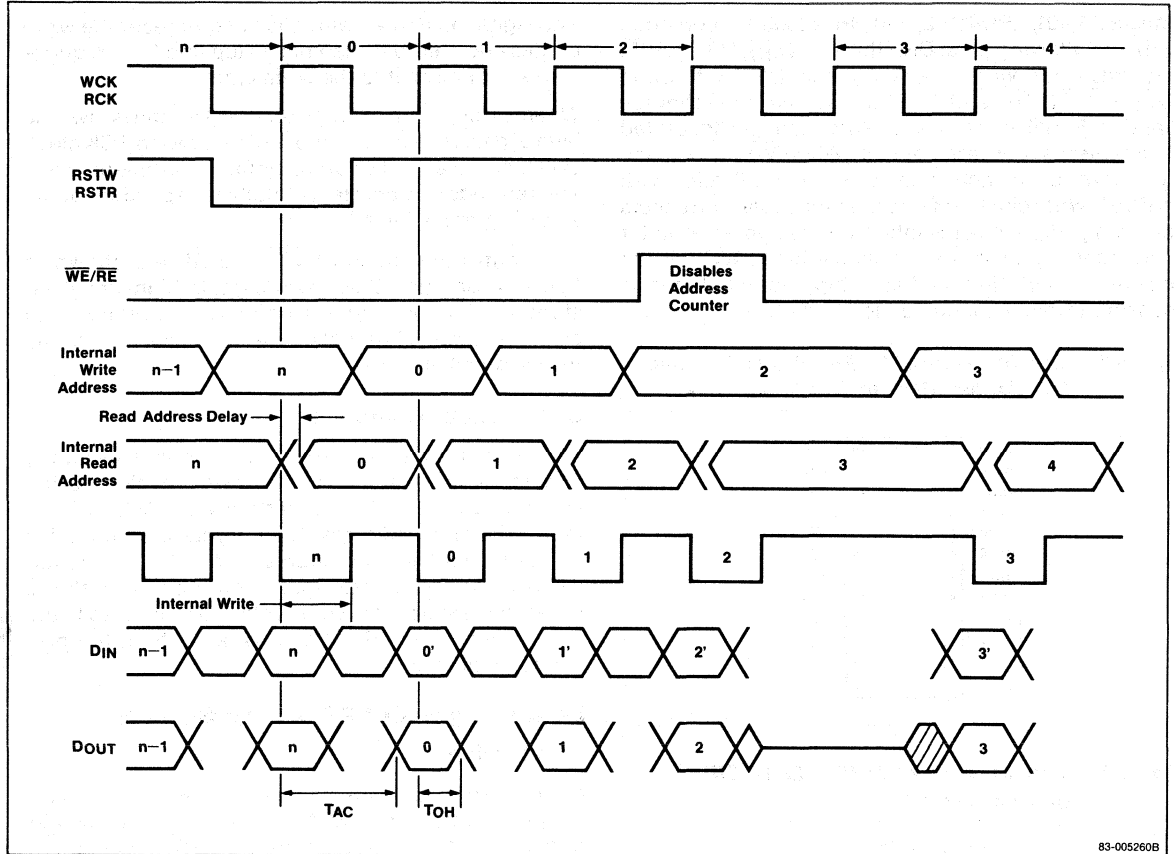 n 0 1 2 3 4
WCK
RCK
RSTW
RSTR
WE/RE
Disables
Address
Counter
Internal
Write
Address
n–1 n 0 1 2 3
Read Address Delay
Internal
Read
Address
n 0 1 2 3 4
n 0 1 2 3
Internal Write
DIN n–1 n 0' 1' 2' 3'
DOUT n–1 n 0 1 2 3
TAC TOH
83-005260B